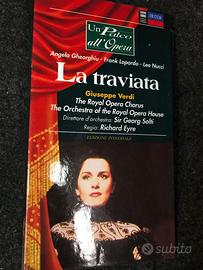 Un Palco
all'Opera
DECCA
Angela Gheorghiu - Frank Lopardo - Leo Nucci
La traviata
Giuseppe Verdi
The Royal Opera Chorus
The Orchestra of the Royal Opera House
Direttore d'orchestra: Sir Georg Solti
Regia: Richard Eyre
EDIZIONE INTEGRALE
subito